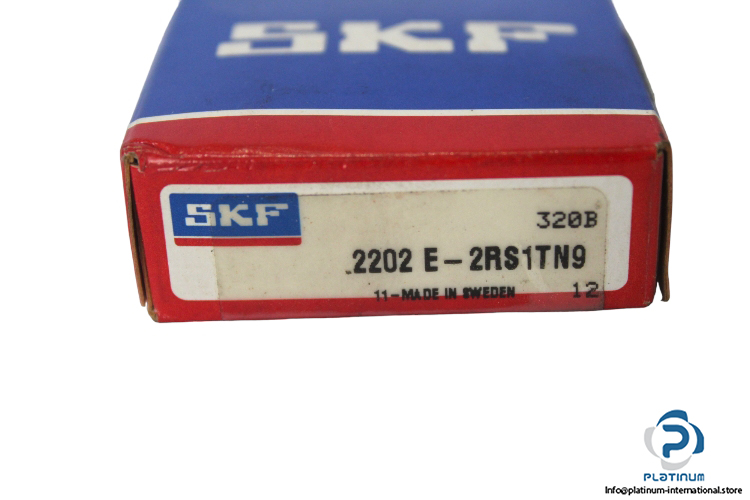 SKF
SKF
320B
2202 E-2RS1TN9
11-MADE IN SWEDEN 12
PLATINUM
Info@platinum-international.store